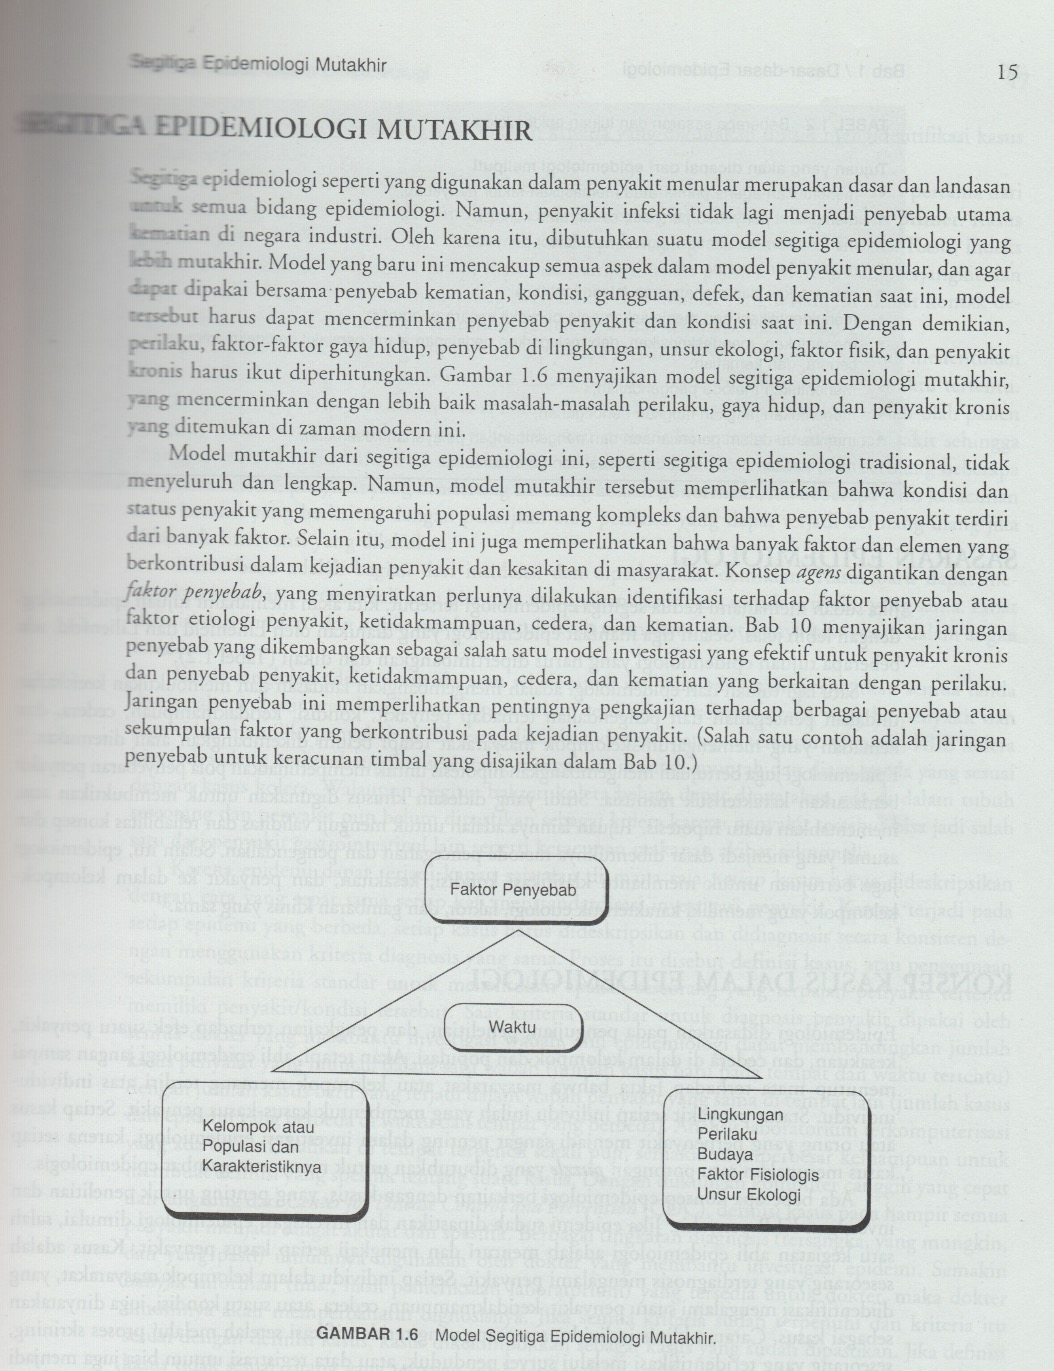 Segitiga Epidemiologi Mutakhir
15
SEGITIGA EPIDEMIOLOGI MUTAKHIR
Segitiga epidemiologi seperti yang digunakan dalam penyakit menular merupakan dasar dan landasan
untuk semua bidang epidemiologi. Namun, penyakit infeksi tidak lagi menjadi penyebab utama
kematian di negara industri. Oleh karena itu, dibutuhkan suatu model segitiga epidemiologi yang
lebih mutakhir. Model yang baru ini mencakup semua aspek dalam model penyakit menular, dan agar
dapat dipakai bersama penyebab kematian, kondisi, gangguan, defek, dan kematian saat ini, model
tersebut harus dapat mencerminkan penyebab penyakit dan kondisi saat ini. Dengan demikian,
perilaku, faktor-faktor gaya hidup, penyebab di lingkungan, unsur ekologi, faktor fisik, dan penyakit
kronis harus ikut diperhitungkan. Gambar 1.6 menyajikan model segitiga epidemiologi mutakhir,
yang mencerminkan dengan lebih baik masalah-masalah perilaku, gaya hidup, dan penyakit kronis
yang ditemukan di zaman modern ini.
Model mutakhir dari segitiga epidemiologi ini, seperti segitiga epidemiologi tradisional, tidak
menyeluruh dan lengkap. Namun, model mutakhir tersebut memperlihatkan bahwa kondisi dan
status penyakit yang memengaruhi populasi memang kompleks dan bahwa penyebab penyakit terdiri
dari banyak faktor. Selain itu, model ini juga memperlihatkan bahwa banyak faktor dan elemen yang
berkontribusi dalam kejadian penyakit dan kesakitan di masyarakat. Konsep agens digantikan dengan
faktor penyebab, yang menyiratkan perlunya dilakukan identifikasi terhadap faktor penyebab atau
faktor etiologi penyakit, ketidakmampuan, cedera, dan kematian. Bab 10 menyajikan jaringan
penyebab yang dikembangkan sebagai salah satu model investigasi yang efektif untuk penyakit kronis
dan penyebab penyakit, ketidakmampuan, cedera, dan kematian yang berkaitan dengan perilaku.
Jaringan penyebab ini memperlihatkan pentingnya pengkajian terhadap berbagai penyebab atau
sekumpulan faktor yang berkontribusi pada kejadian penyakit. (Salah satu contoh adalah jaringan
penyebab untuk keracunan timbal yang disajikan dalam Bab 10.)
Faktor Penyebab
Waktu
Kelompok atau
Populasi dan
Karakteristiknya
Lingkungan
Perilaku
Budaya
Faktor Fisiologis
Unsur Ekologi
GAMBAR 1.6 Model Segitiga Epidemiologi Mutakhir.